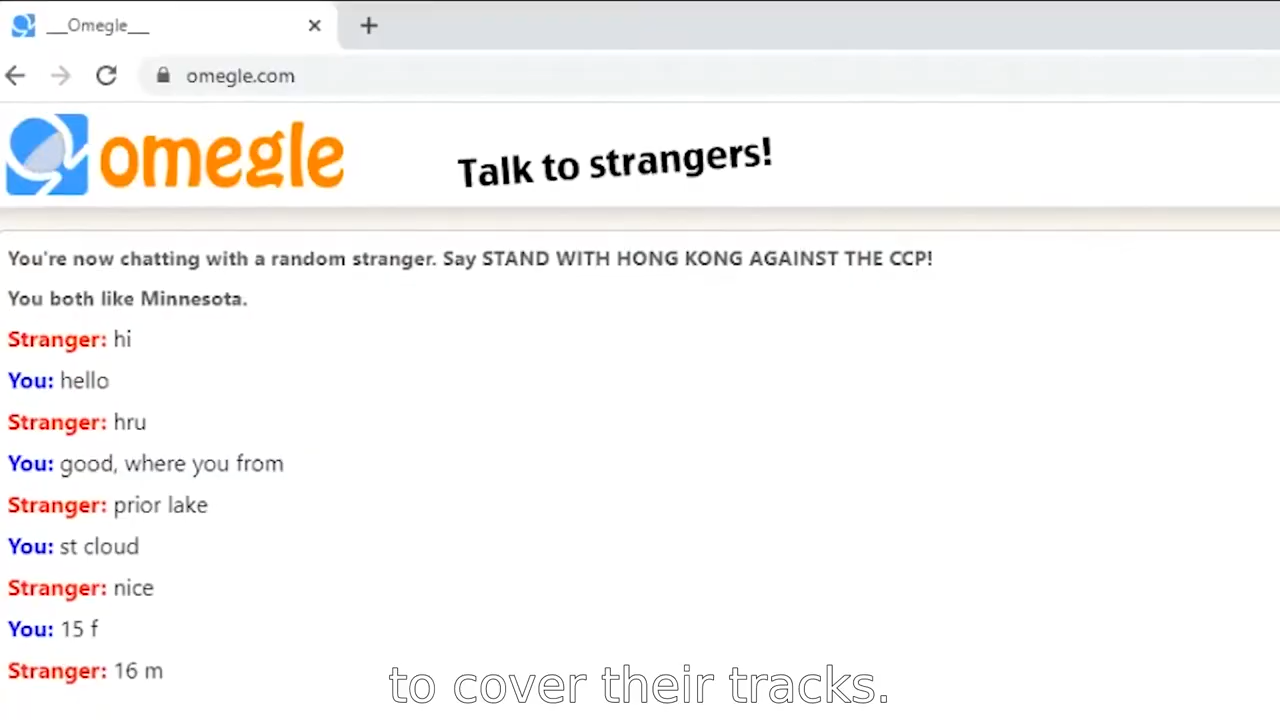 __Omegle__
omegle.com
omegle Talk to strangers!
You're now chatting with a random stranger. Say STAND WITH HONG KONG AGAINST THE CCP!
You both like Minnesota.
Stranger: hi
You: hello
Stranger: hru
You: good, where you from
Stranger: prior lake
You: st cloud
Stranger: nice
You: 15 f
Stranger: 16 m
to cover their tracks.